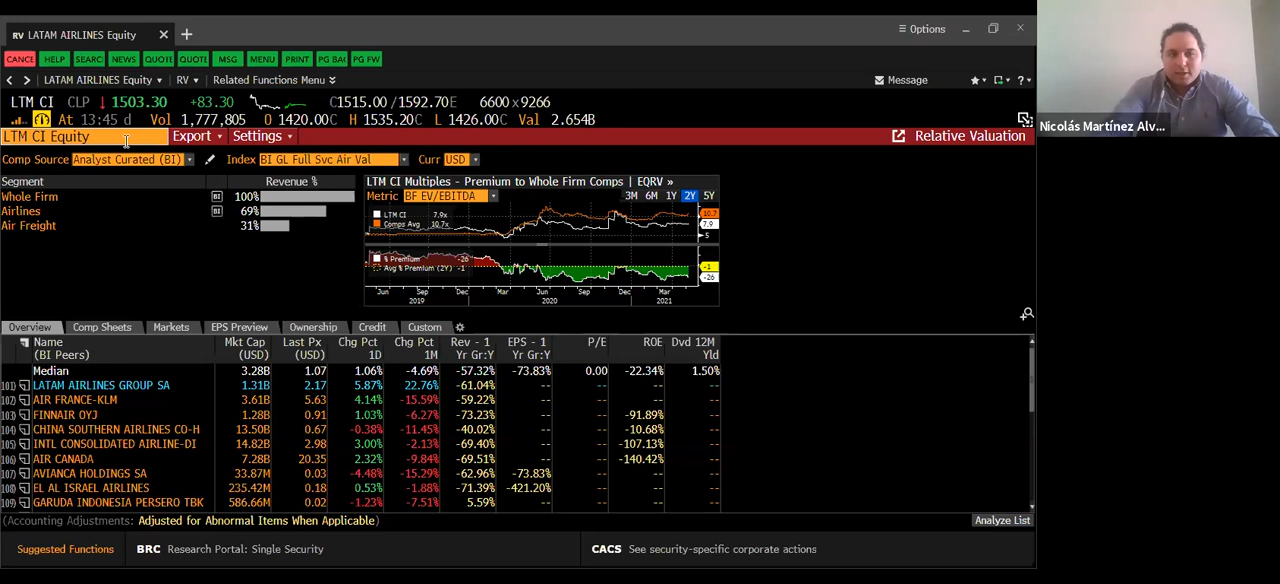 RV LATAM AIRLINES Equity
Options
CANCE HELP SEARC NEWS QUOTE QUOTE MSG MENU PRINT PG BAC PG FW
LATAM AIRLINES Equity RV Related Functions Menu Message
LTM CI CLP ↓ 1503.30 +83.30 C1515.00 /1592.70E 6600 x 9266
At 13:45 d Vol 1,777,805 O 1420.00C H 1535.20C L 1426.00C Val 2.654B
LTM CI Equity Export Settings Relative Valuation
Comp Source Analyst Curated (BI) Index BI GL Full Svc Air Val Curr USD
Segment Revenue % LTM CI Multiples - Premium to Whole Firm Comps | EQRV »
Whole Firm BI 100% Metric BF EV/EBITDA 3M 6M 1Y 2Y 5Y
Airlines BI 69%
Air Freight 31%
LTM CI 7.9x 10.7
Comps Avg 10.7x 7.9
5
% Premium -26
Avg % Premium (2Y) -1 -1
-26
Jun Sep Dec Mar Jun Sep Dec Mar
2019 2020 2021
Overview Comp Sheets Markets EPS Preview Ownership Credit Custom
Name Mkt Cap Last Px Chg Pct Chg Pct Rev - 1 EPS - 1 P/E ROE Dvd 12M
(BI Peers) (USD) (USD) 1D 1M Yr Gr:Y Yr Gr:Y Yld
Median 3.28B 1.07 1.06% -4.69% -57.32% -73.83% 0.00 -22.34% 1.50%
101) LATAM AIRLINES GROUP SA 1.31B 2.17 5.87% 22.76% -61.04% -- -- -- --
102) AIR FRANCE-KLM 3.61B 5.63 4.14% -15.59% -59.22% -- -- -- --
103) FINNAIR OYJ 1.28B 0.91 1.03% -6.27% -73.23% -- -- -91.89% --
104) CHINA SOUTHERN AIRLINES CO-H 13.50B 0.67 -0.38% -11.45% -40.02% -- -- -10.68% --
105) INTL CONSOLIDATED AIRLINE-DI 14.82B 2.98 3.00% -2.13% -69.40% -- -- -107.13% --
106) AIR CANADA 7.28B 20.35 2.32% -9.84% -69.51% -- -- -140.42% --
107) AVIANCA HOLDINGS SA 33.87M 0.03 -4.48% -15.29% -62.96% -73.83% -- -- --
108) EL AL ISRAEL AIRLINES 235.42M 0.18 0.53% -1.88% -71.39% -421.20% -- -- --
109) GARUDA INDONESIA PERSERO TBK 586.66M 0.02 -1.23% -7.51% 5.59% -- -- -- --
(Accounting Adjustments: Adjusted for Abnormal Items When Applicable) Analyze List
Suggested Functions BRC Research Portal: Single Security CACS See security-specific corporate actions
Nicolás Martínez Alv...